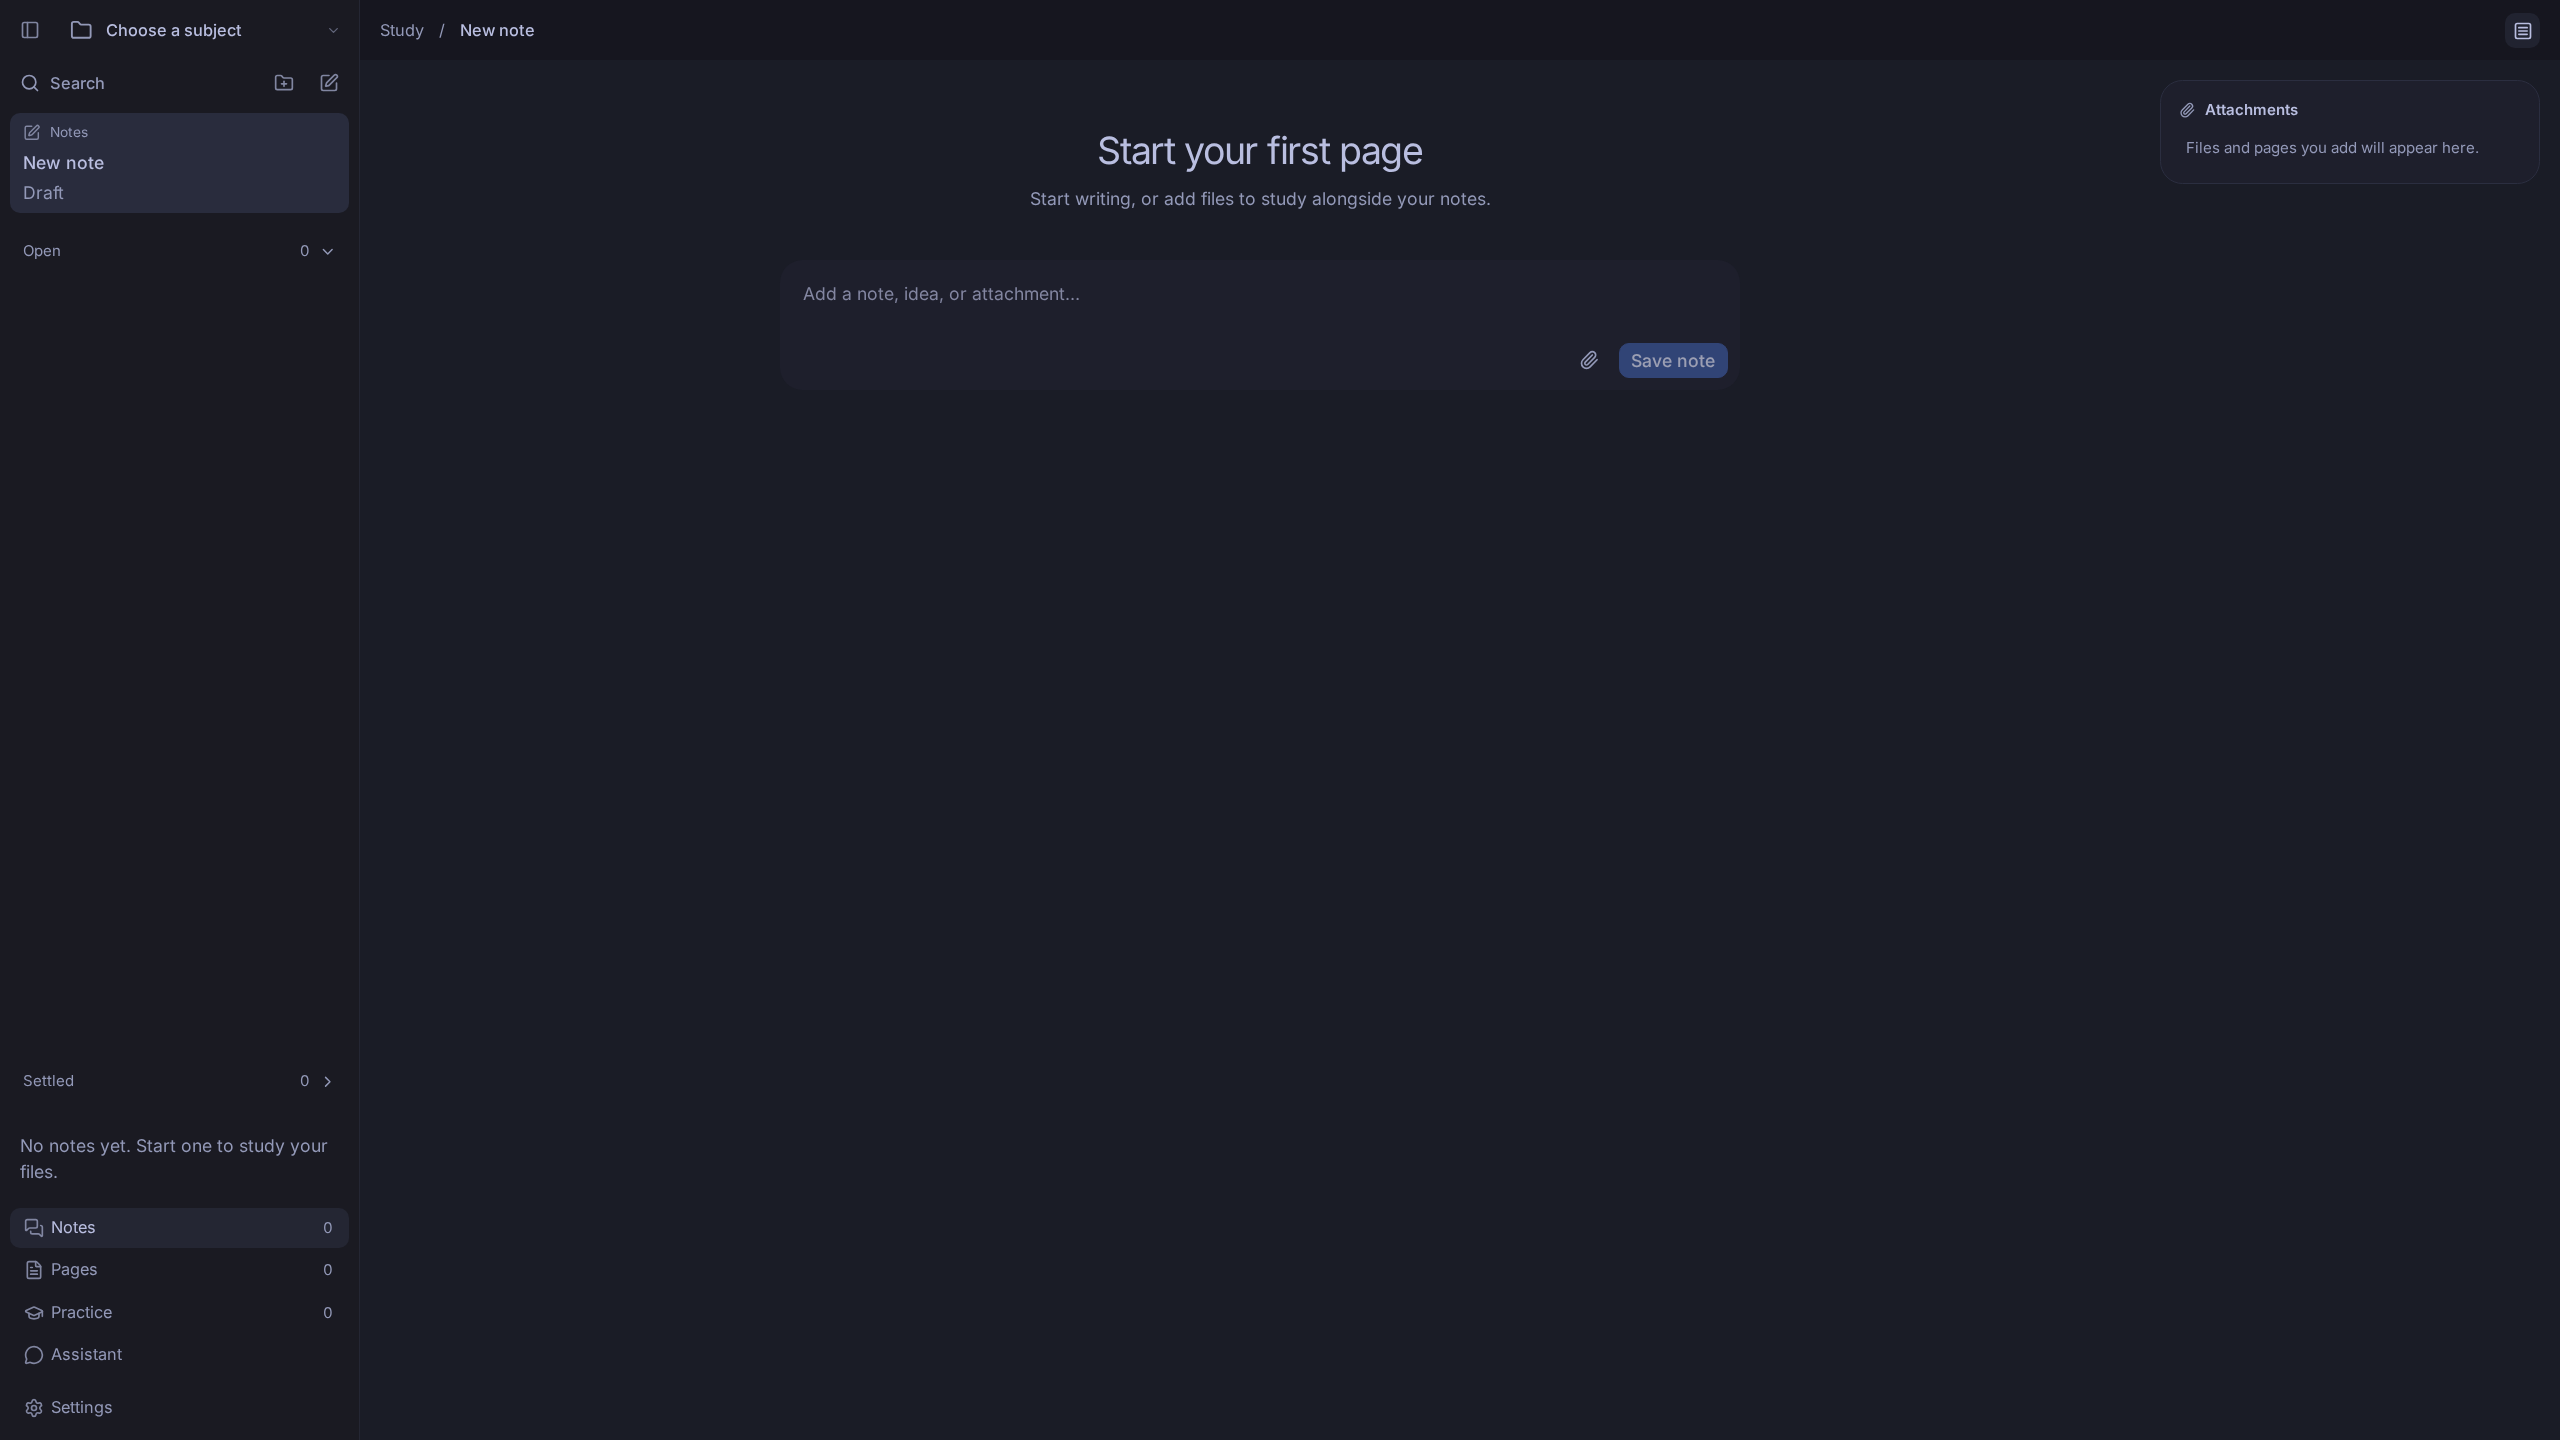 Choose a subject
Search
Notes
New note
Draft
Open 0
Settled 0
No notes yet. Start one to study your
files.
Notes 0
Pages 0
Practice 0
Assistant
Settings
Study / New note
Start your first page
Start writing, or add files to study alongside your notes.
Add a note, idea, or attachment...
Save note
Attachments
Files and pages you add will appear here.